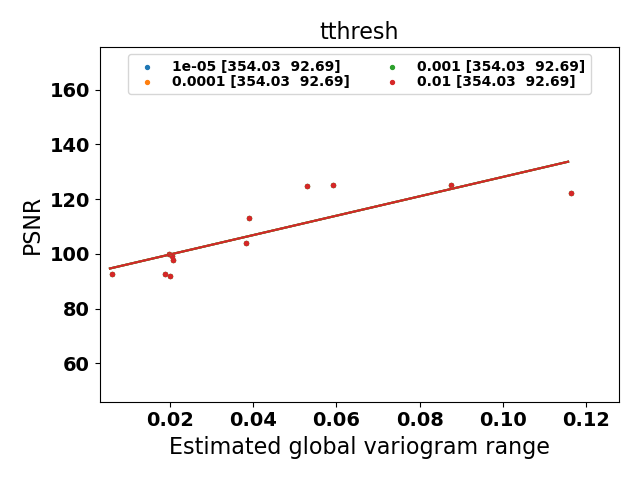 tthresh
1e-05 [354.03  92.69]
0.0001 [354.03  92.69]
0.001 [354.03  92.69]
0.01 [354.03  92.69]
PSNR
160
140
120
100
80
60
0.02 0.04 0.06 0.08 0.10 0.12
Estimated global variogram range